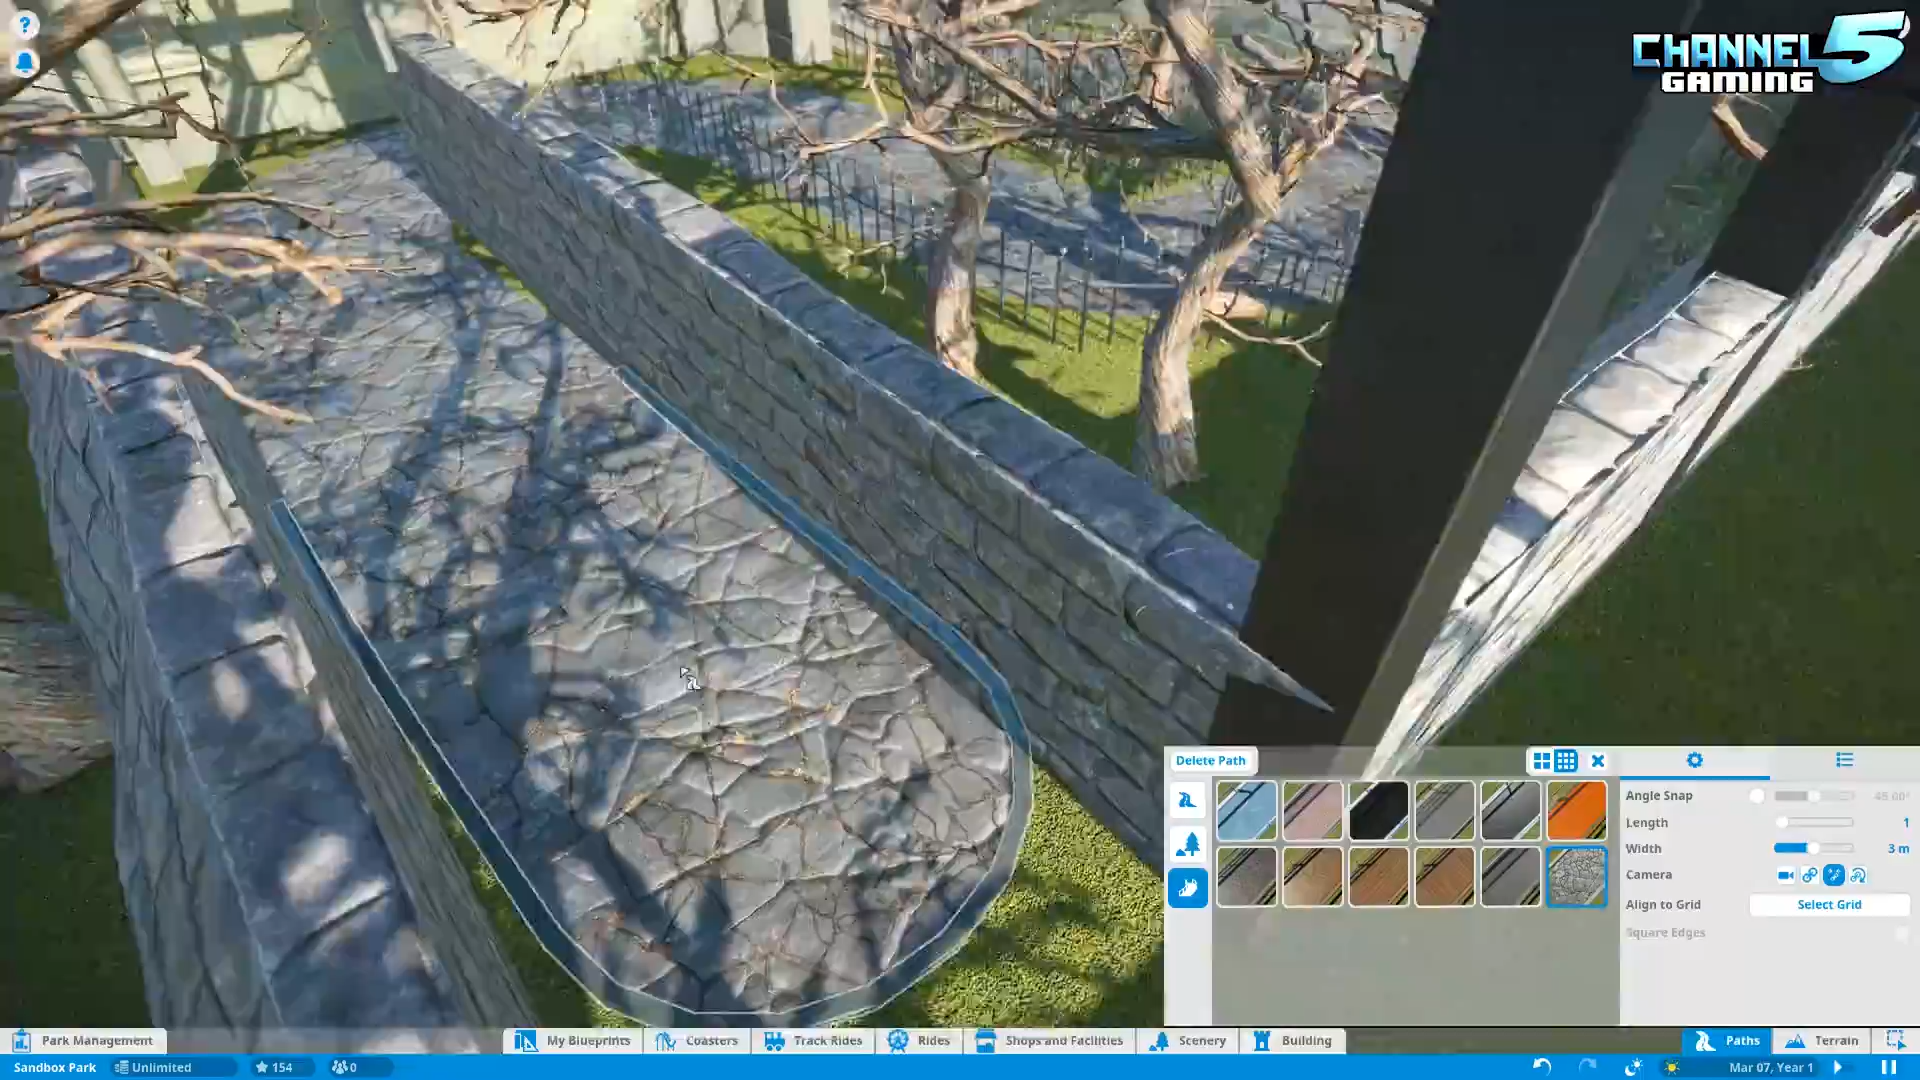 ?
CHANNEL 5
GAMING
Delete Path
Angle Snap 45.00°
Length 1
Width 3 m
Camera
Align to Grid Select Grid
Square Edges
Park Management My Blueprints Coasters Track Rides Rides Shops and Facilities Scenery Building Paths Terrain
Sandbox Park Unlimited 154 0 Mar 07, Year 1